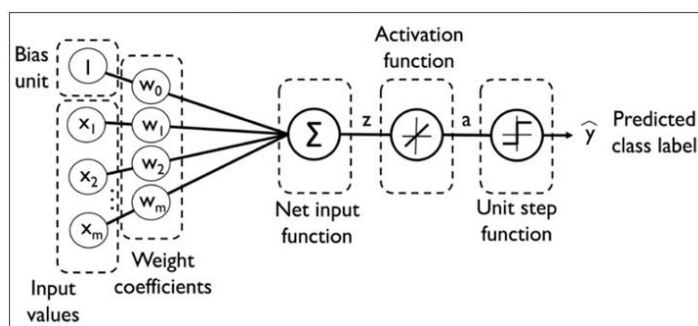 Bias
unit
1
w₀
x₁
w₁
x₂
w₂
xₘ
wₘ
Input
values
Weight
coefficients
Σ
Net input
function
z
Activation
function
a
Unit step
function
ŷ
Predicted
class label